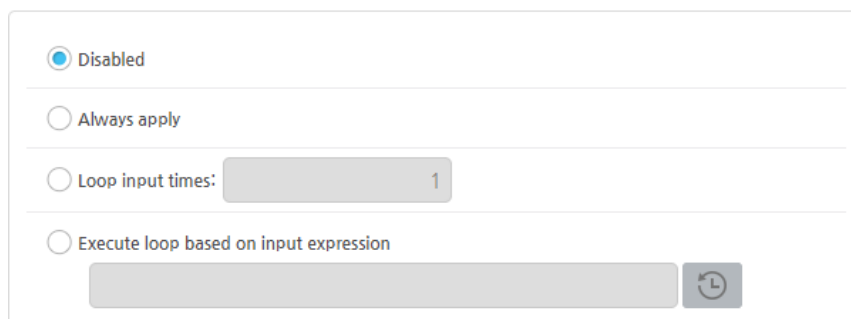 Disabled
Always apply
Loop input times: 1
Execute loop based on input expression